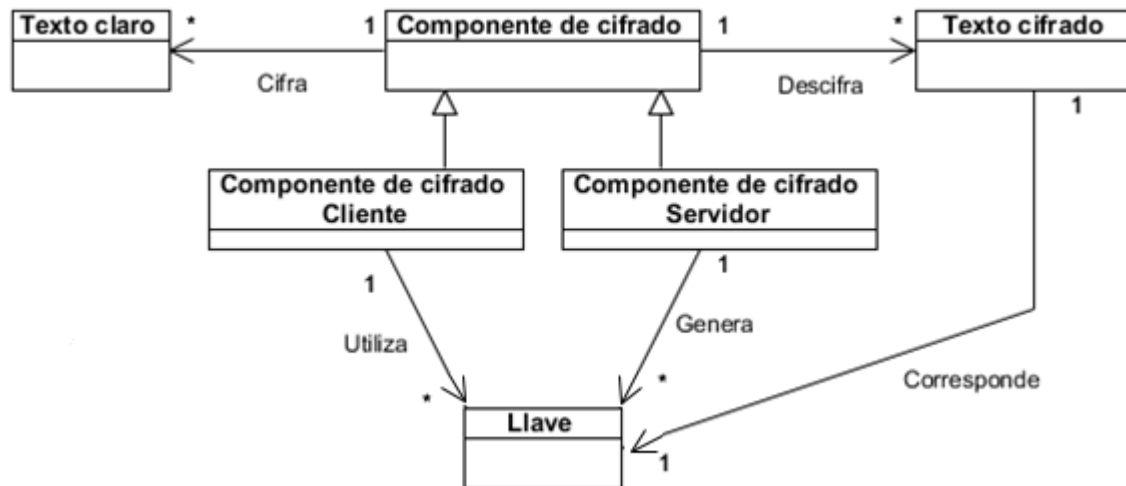 Texto claro
*
1
Componente de cifrado
1
*
Texto cifrado
Cifra
Descifra
1
Componente de cifrado
Cliente
Componente de cifrado
Servidor
1
1
Utiliza
Genera
Corresponde
*
*
Llave
1